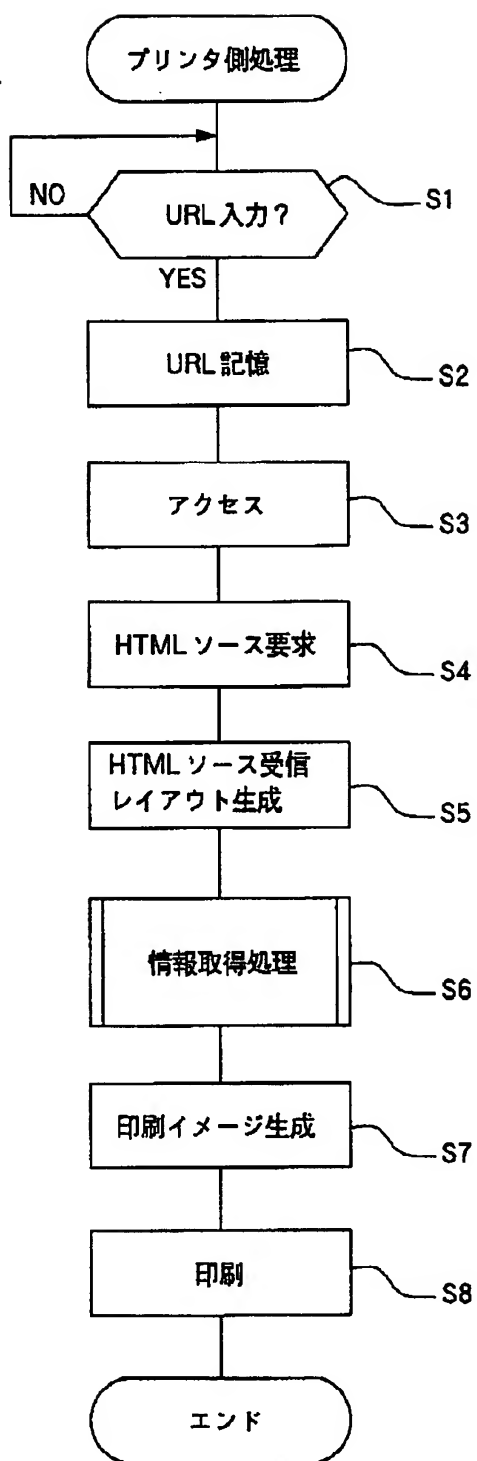 プリンタ側処理
NO
URL入力?
S1
YES
URL記憶
S2
アクセス
S3
HTMLソース要求
S4
HTMLソース受信
レイアウト生成
S5
情報取得処理
S6
印刷イメージ生成
S7
印刷
S8
エンド